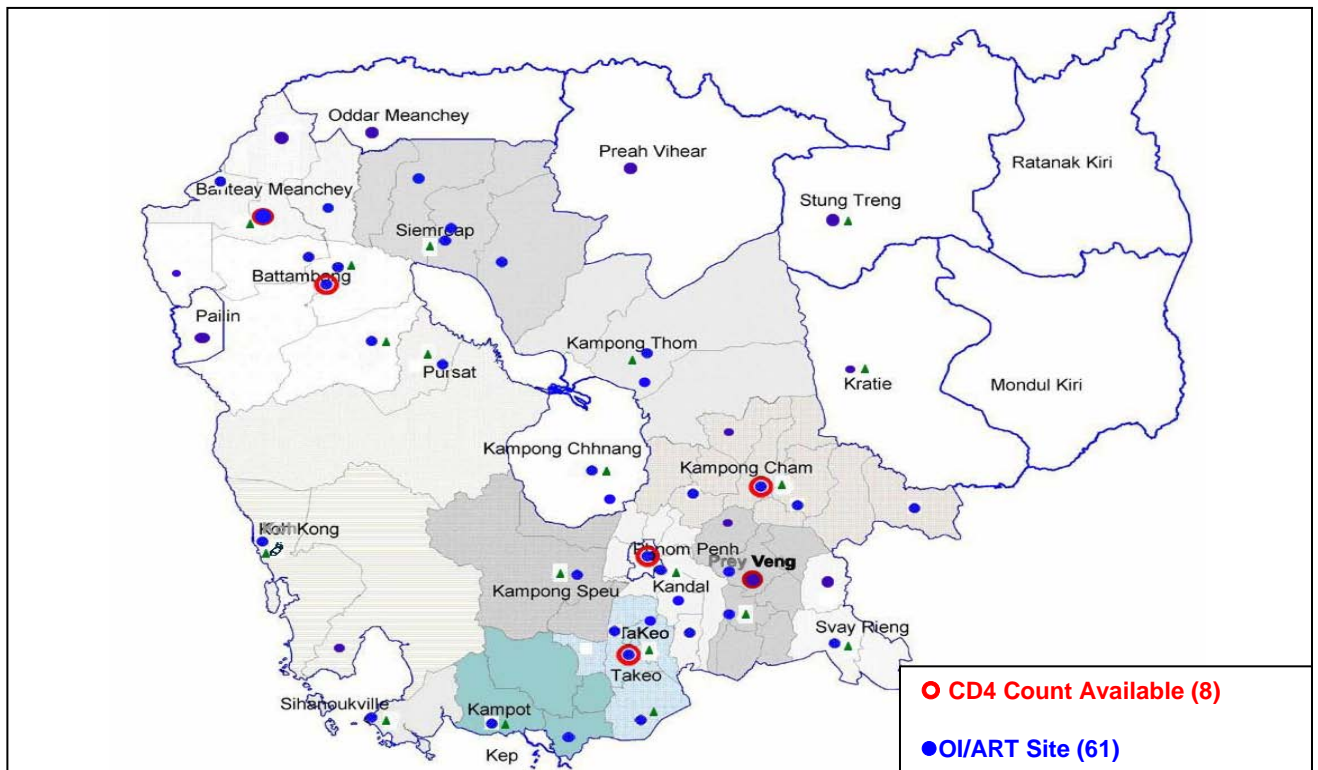 Oddar Meanchey
Preah Vihear
Ratanak Kiri
Banteay Meanchey
Stung Treng
Siemreap
Battambang
Pailin
Kampong Thom
Pursat
Kratie
Mondul Kiri
Kampong Chhnang
Kampong Cham
Koh Kong
Phnom Penh
Prey Veng
Kampong Speu
Kandal
Svay Rieng
TaKeo
Takeo
Sihanoukville
Kampot
Kep
CD4 Count Available (8)
OI/ART Site (61)